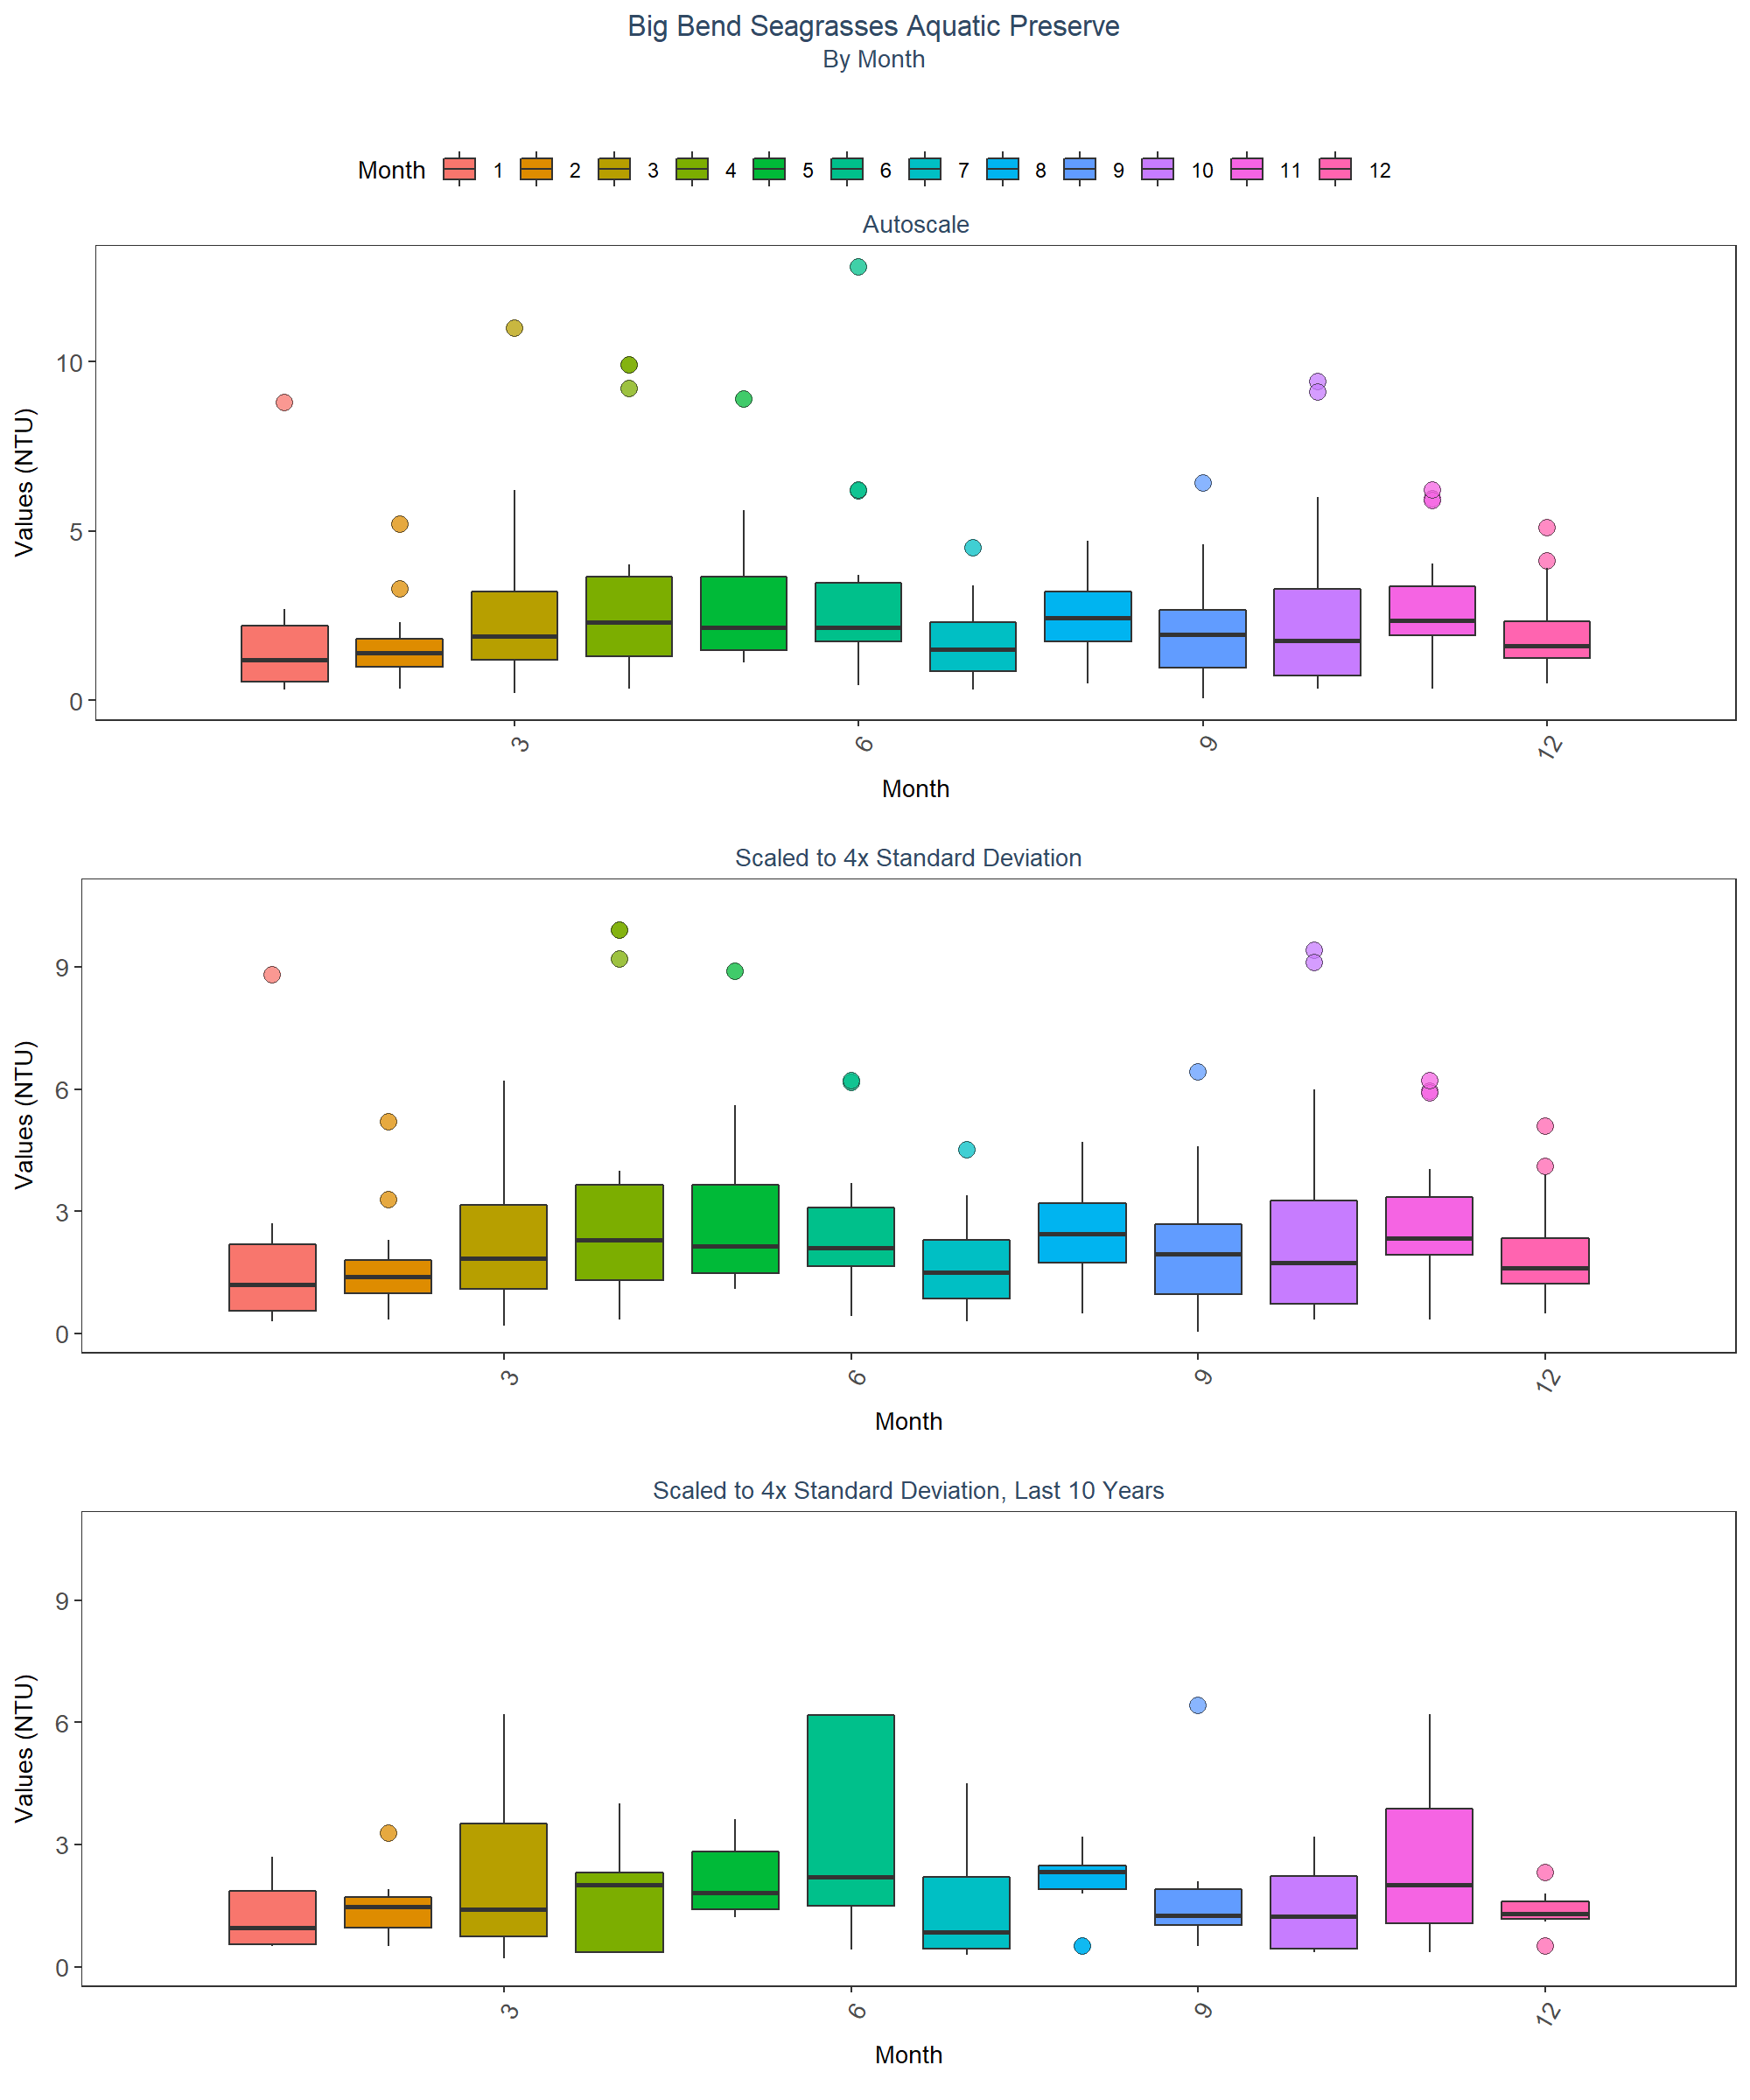 Big Bend Seagrasses Aquatic Preserve
By Month
Month 1 2 3 4 5 6 7 8 9 10 11 12
Autoscale
Values (NTU)
10
5
0
3 6 9 12
Month
Scaled to 4x Standard Deviation
Values (NTU)
9
6
3
0
3 6 9 12
Month
Scaled to 4x Standard Deviation, Last 10 Years
Values (NTU)
9
6
3
0
3 6 9 12
Month